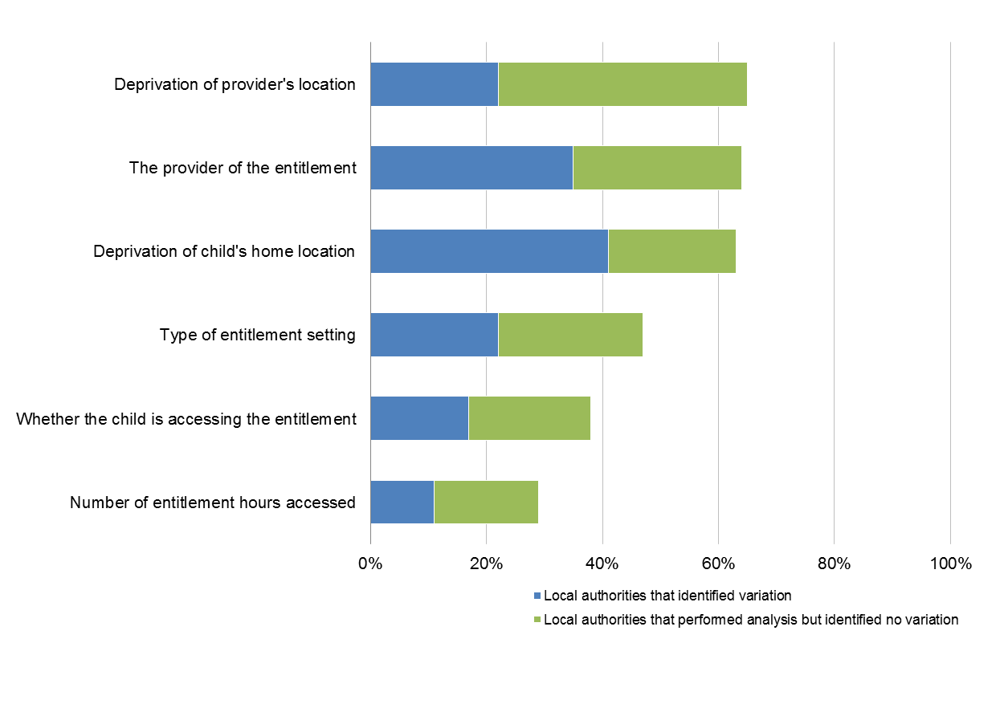 Deprivation of provider's location
The provider of the entitlement
Deprivation of child's home location
Type of entitlement setting
Whether the child is accessing the entitlement
Number of entitlement hours accessed
0% 20% 40% 60% 80% 100%
Local authorities that identified variation
Local authorities that performed analysis but identified no variation